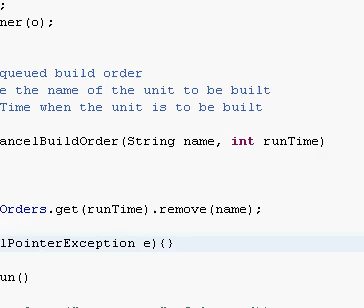 ;
ner(o);
queued build order
e the name of the unit to be built
Time when the unit is to be built
ancelBuildOrder(String name, int runTime)
Orders.get(runTime).remove(name);
lPointerException e){}
un()